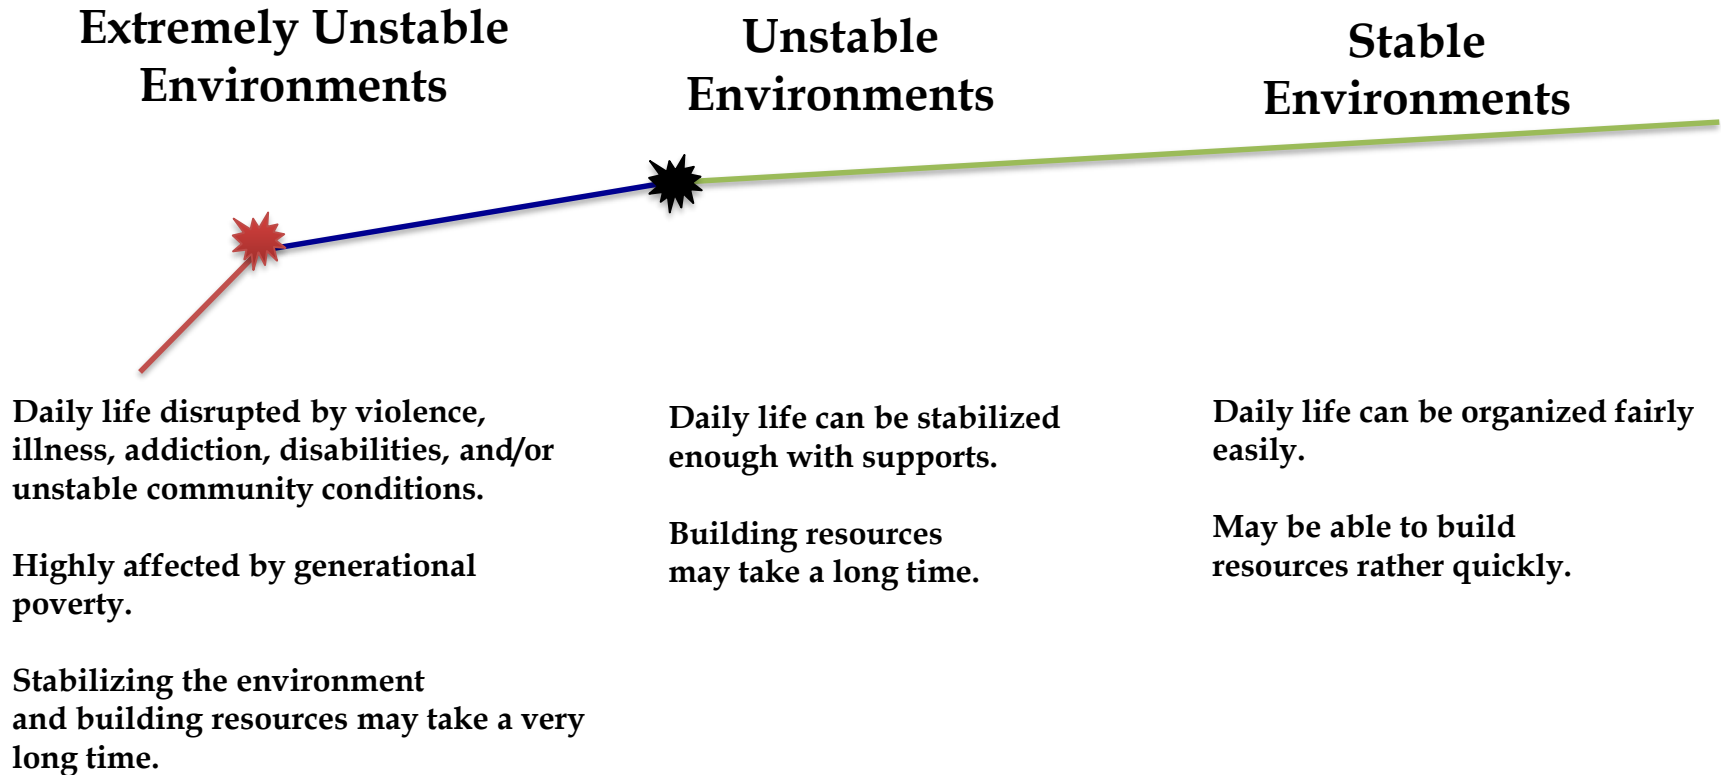 Extremely Unstable
Environments
Unstable
Environments
Stable
Environments
Daily life disrupted by violence,
illness, addiction, disabilities, and/or
unstable community conditions.
Highly affected by generational
poverty.
Stabilizing the environment
and building resources may take a very
long time.
Daily life can be stabilized
enough with supports.
Building resources
may take a long time.
Daily life can be organized fairly
easily.
May be able to build
resources rather quickly.